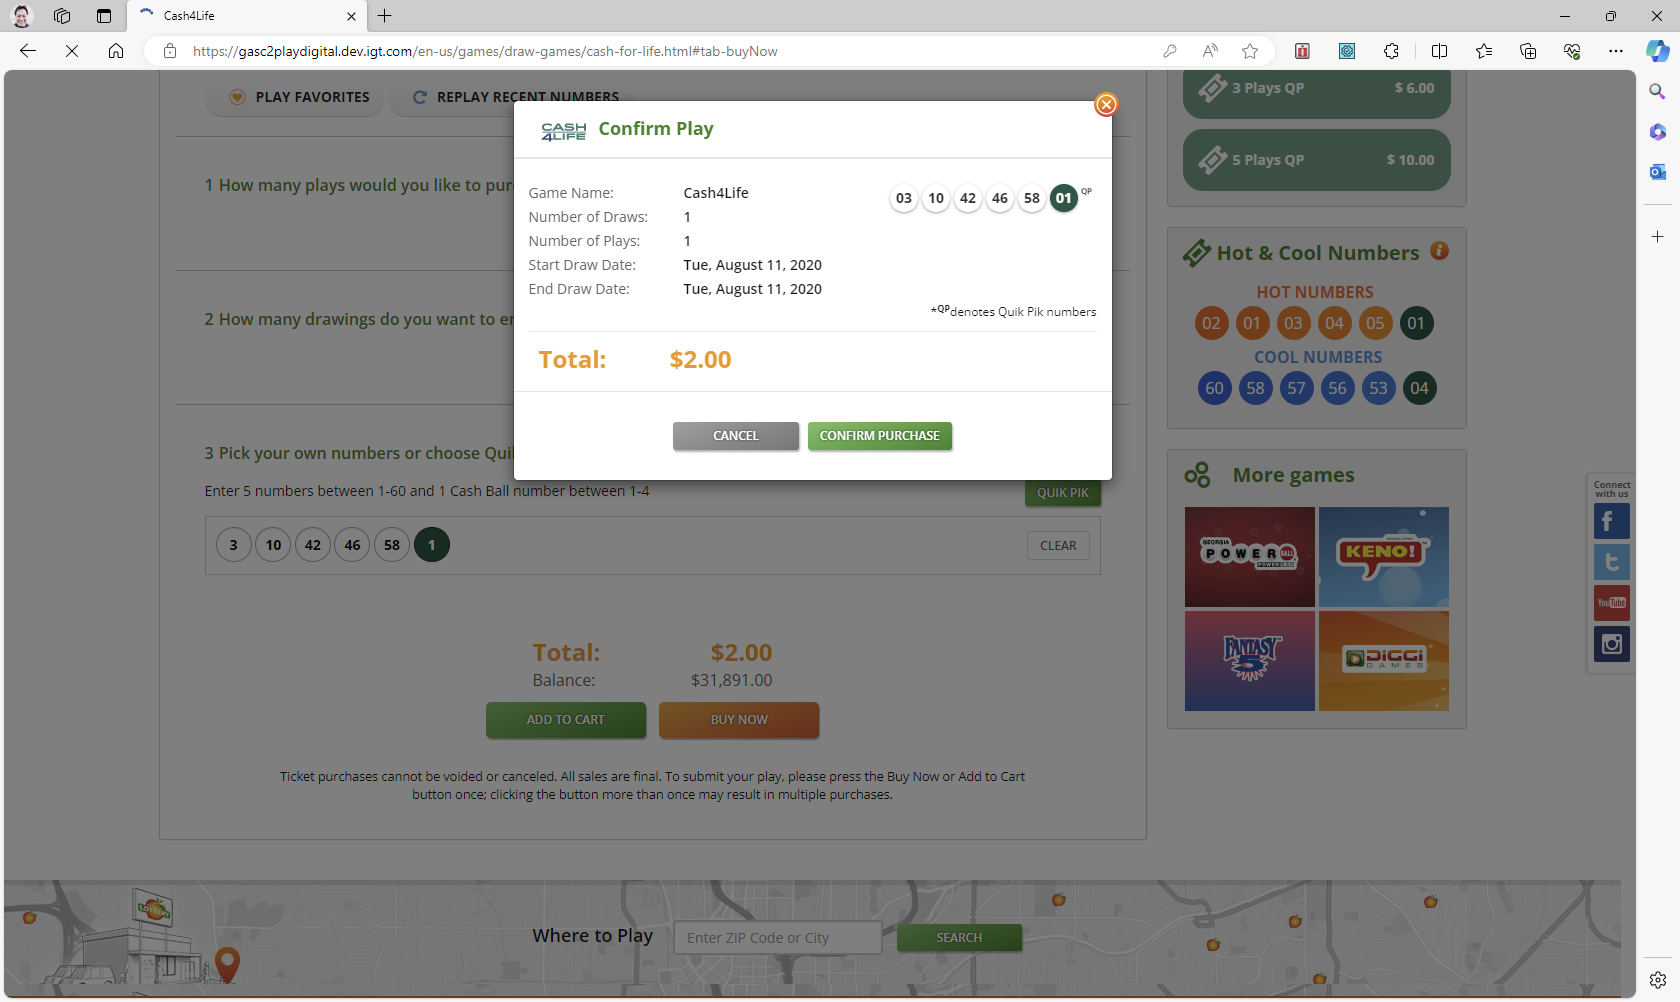 Cash4Life
https://gasc2playdigital.dev.igt.com/en-us/games/draw-games/cash-for-life.html#tab-buyNow
PLAY FAVORITES
REPLAY RECENT NUMBERS
3 Plays QP $ 6.00
5 Plays QP $ 10.00
CASH
4LIFE
Confirm Play
Game Name: Cash4Life
Number of Draws: 1
Number of Plays: 1
Start Draw Date: Tue, August 11, 2020
End Draw Date: Tue, August 11, 2020
03 10 42 46 58 01 QP
*QPdenotes Quik Pik numbers
Total: $2.00
CANCEL
CONFIRM PURCHASE
1 How many plays would you like to pur
2 How many drawings do you want to en
3 Pick your own numbers or choose Qui
Enter 5 numbers between 1-60 and 1 Cash Ball number between 1-4
QUIK PIK
3 10 42 46 58 1
CLEAR
Total: $2.00
Balance: $31,891.00
ADD TO CART
BUY NOW
Ticket purchases cannot be voided or canceled. All sales are final. To submit your play, please press the Buy Now or Add to Cart
button once; clicking the button more than once may result in multiple purchases.
Hot & Cool Numbers
HOT NUMBERS
02 01 03 04 05 01
COOL NUMBERS
60 58 57 56 53 04
More games
GEORGIA
POWERBALL
POWER PLAY
KENO!
FANTASY
5
DiGGi
GAMES
Connect
with us
YouTube
LOTTERY
Where to Play
Enter ZIP Code or City
SEARCH